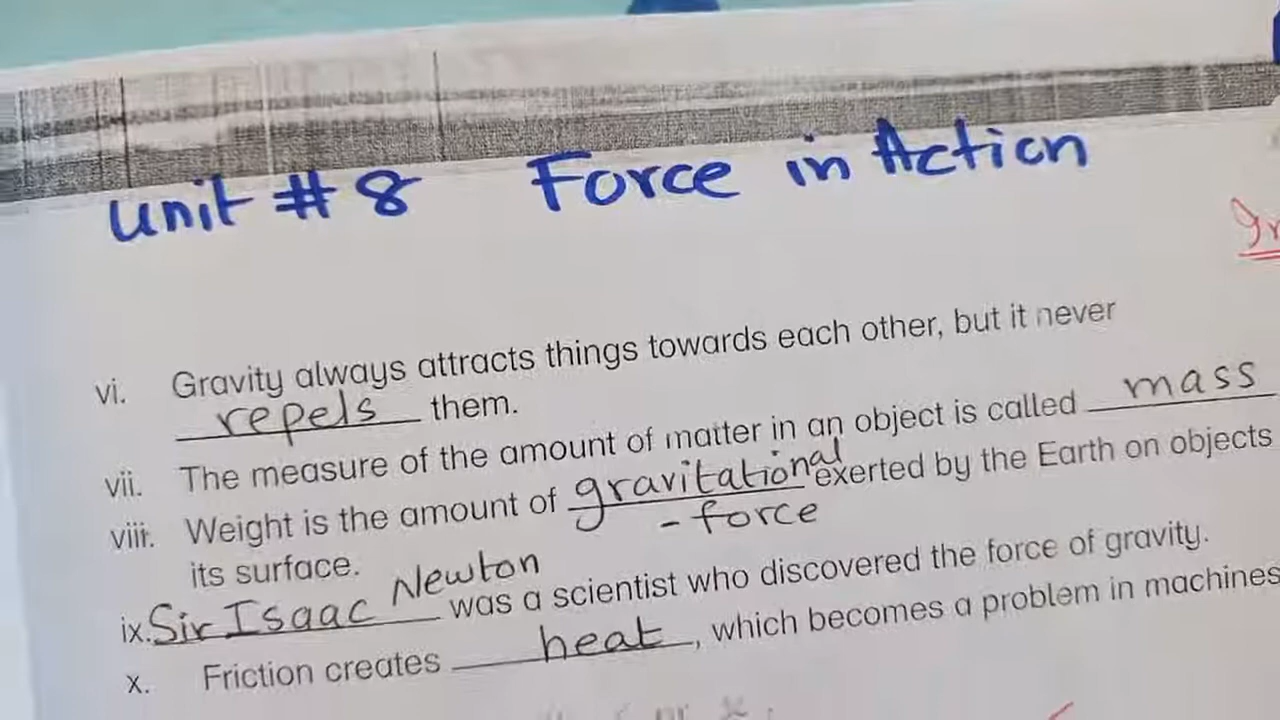 Unit # 8 Force in Action
vi. Gravity always attracts things towards each other, but it never
repels them.
vii. The measure of the amount of matter in an object is called mass
viii. Weight is the amount of gravitational exerted by the Earth on objects
- force
its surface.
ix. Sir Isaac Newton was a scientist who discovered the force of gravity.
x. Friction creates heat, which becomes a problem in machines